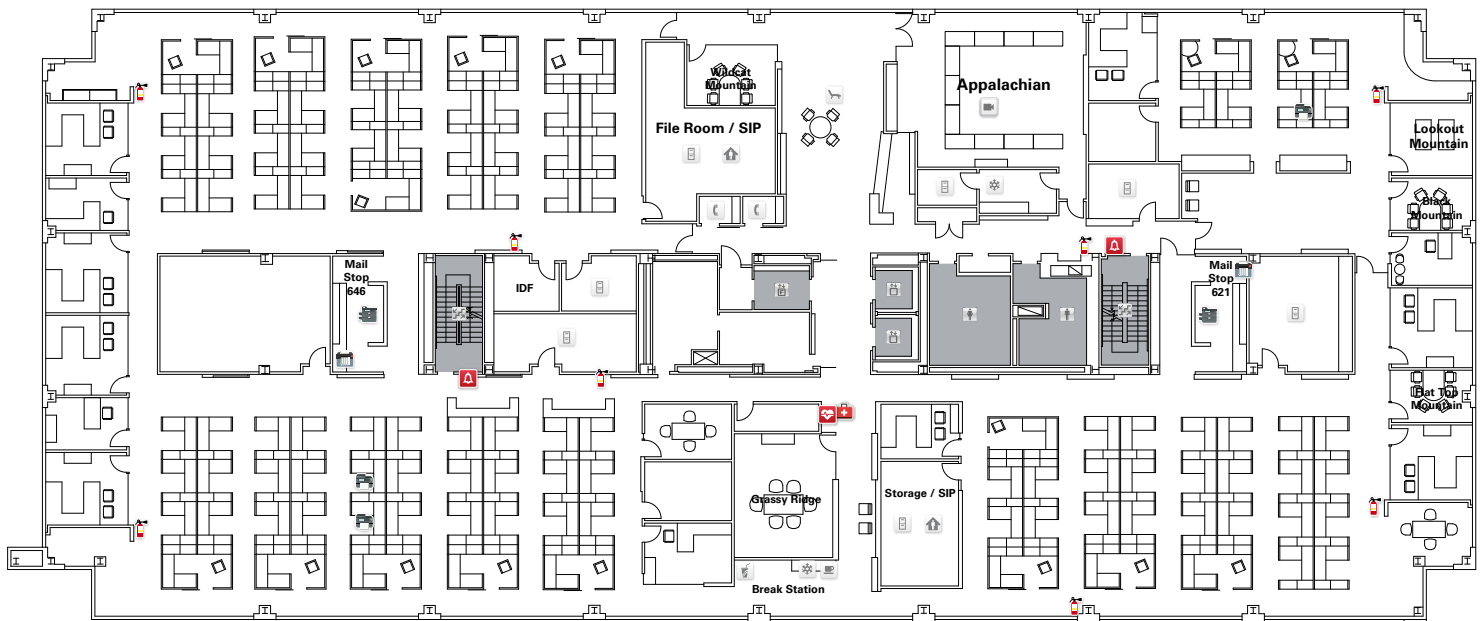 Wildcat
Mountain
Appalachian
File Room / SIP
Lookout
Mountain
Black
Mountain
Mail
Stop
646
IDF
Mail
Stop
621
Flat Top
Mountain
Grassy Ridge
Storage / SIP
Break Station